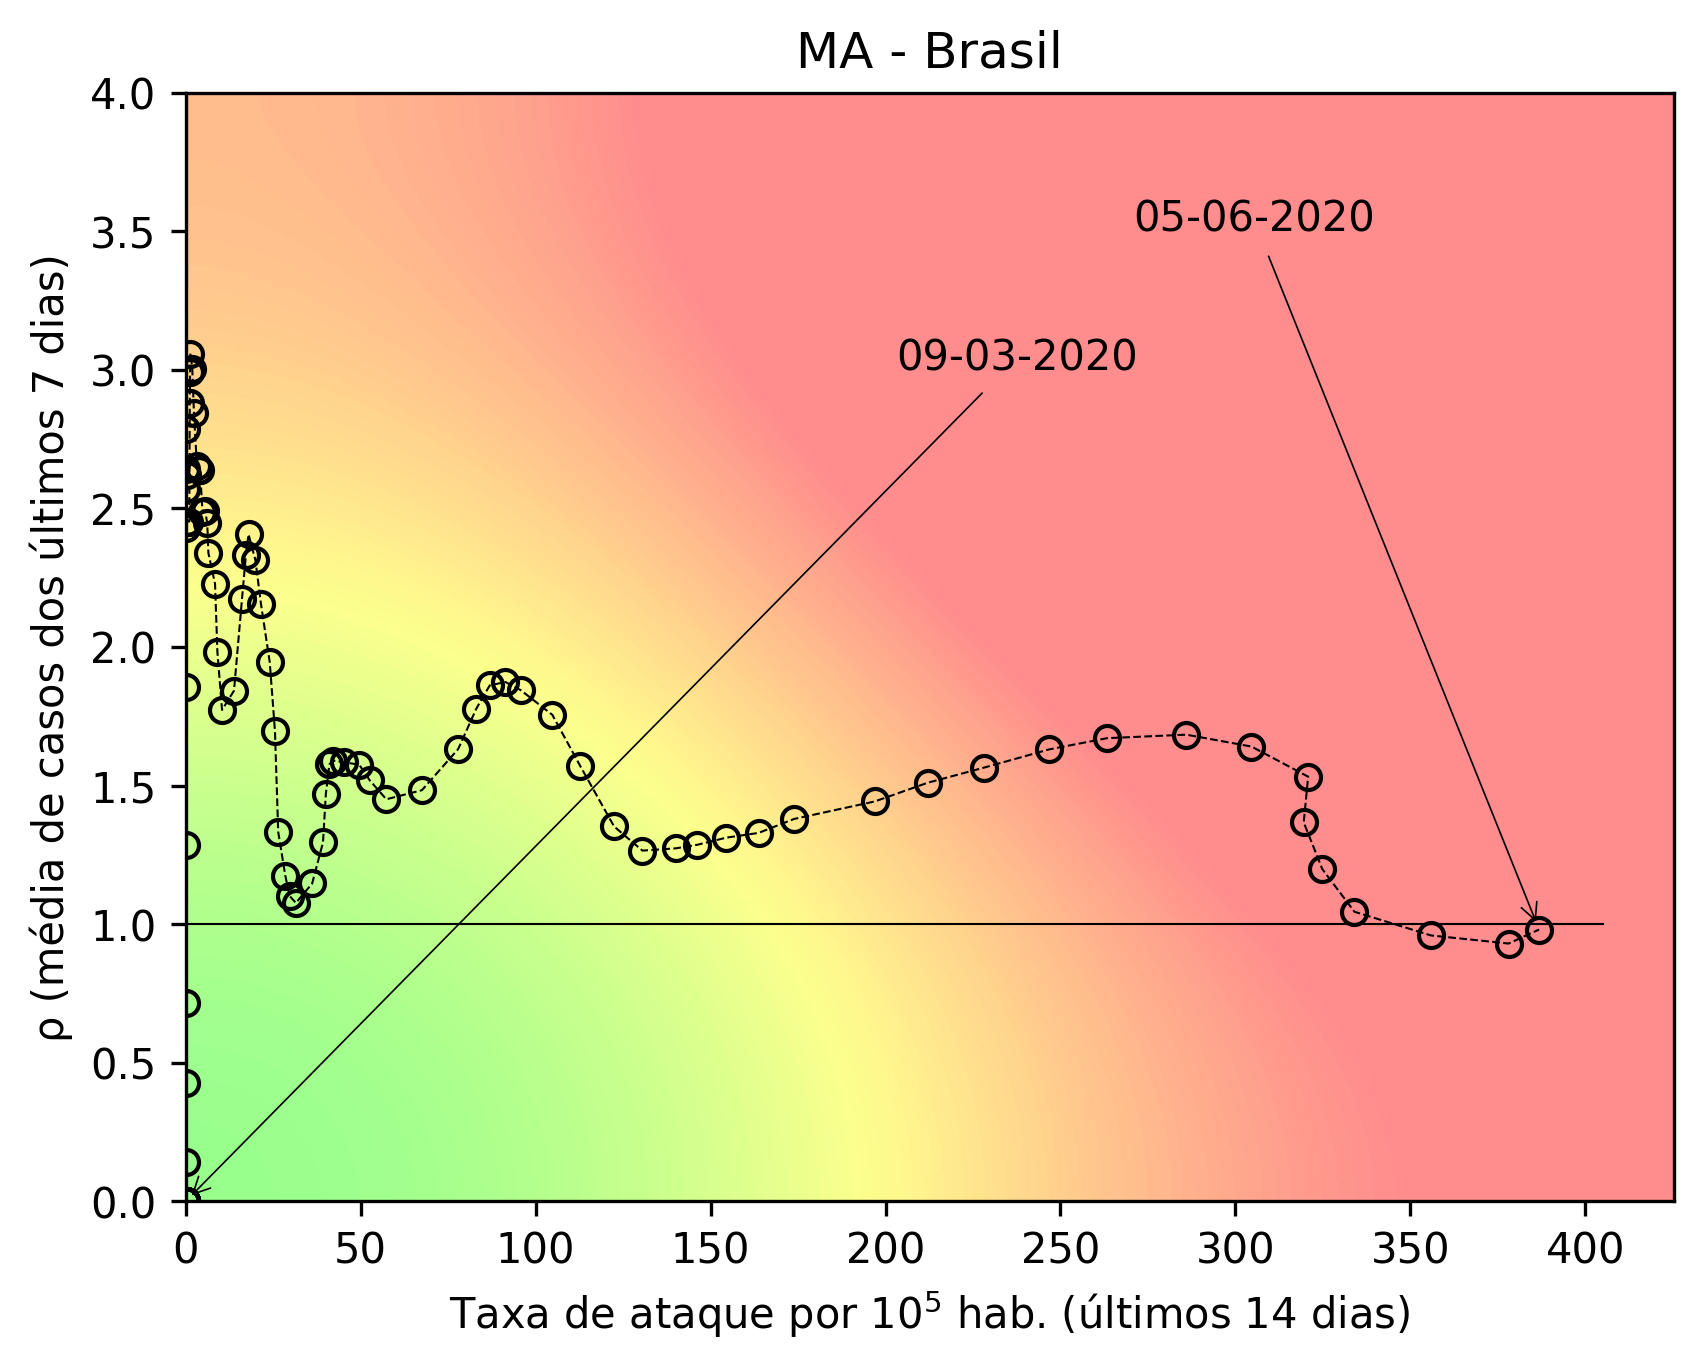 MA - Brasil
4.0
3.5
3.0
2.5
2.0
1.5
1.0
0.5
0.0
ρ (média de casos dos últimos 7 dias)
05-06-2020
09-03-2020
0 50 100 150 200 250 300 350 400
Taxa de ataque por 10⁵ hab. (últimos 14 dias)